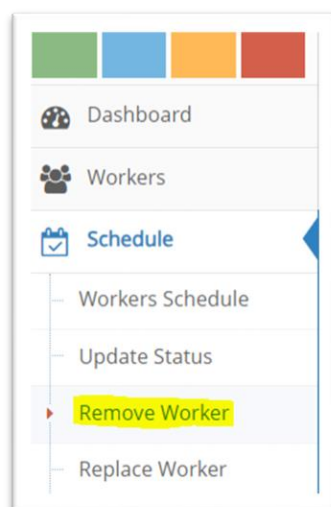 Dashboard
Workers
Schedule
Workers Schedule
Update Status
Remove Worker
Replace Worker